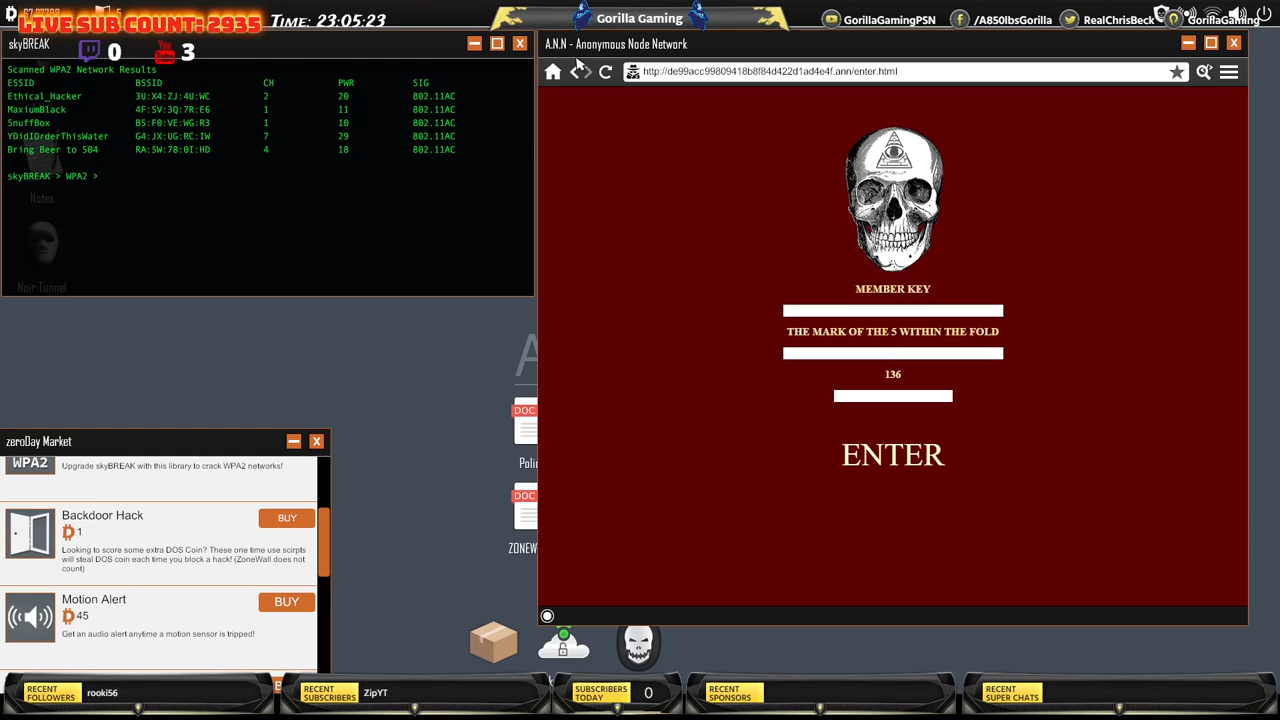 LIVE SUB COUNT: 2935
TIME: 23:05:23
Gorilla Gaming
GorillaGamingPSN
/A850lbsGorilla
RealChrisBeck
GorillaGaming
skyBREAK
0
You
3
Scanned WPA2 Network Results
ESSID BSSID CH PWR SIG
Ethical_Hacker 3U:X4:ZJ:4U:WC 2 20 802.11AC
MaxiumBlack 4F:SV:3Q:7R:E6 1 11 802.11AC
SnuffBox B5:F0:VE:WG:R3 1 10 802.11AC
YDidIOrderThisWater G4:JX:UG:RC:IW 7 29 802.11AC
Bring Beer to 504 RA:5W:78:0I:HD 4 18 802.11AC
skyBREAK > WPA2 >
Notes
Noir Tunnel
A.N.N - Anonymous Node Network
http://de99acc99809418b8f84d422d1ad4e4f.ann/enter.html
MEMBER KEY
THE MARK OF THE 5 WITHIN THE FOLD
136
ENTER
A
DOC
Polic
DOC
ZONEW
zeroDay Market
WPA2
Upgrade skyBREAK with this library to crack WPA2 networks!
Backdoor Hack
BUY
1
Looking to score some extra DOS Coin? These one time use scirpts
will steal DOS coin each time you block a hack! (ZoneWall does not
count)
Motion Alert
BUY
45
Get an audio alert anytime a motion sensor is tripped!
RECENT FOLLOWERS
rooki56
RECENT SUBSCRIBERS
ZipYT
SUBSCRIBERS TODAY
0
RECENT SPONSORS
RECENT SUPER CHATS